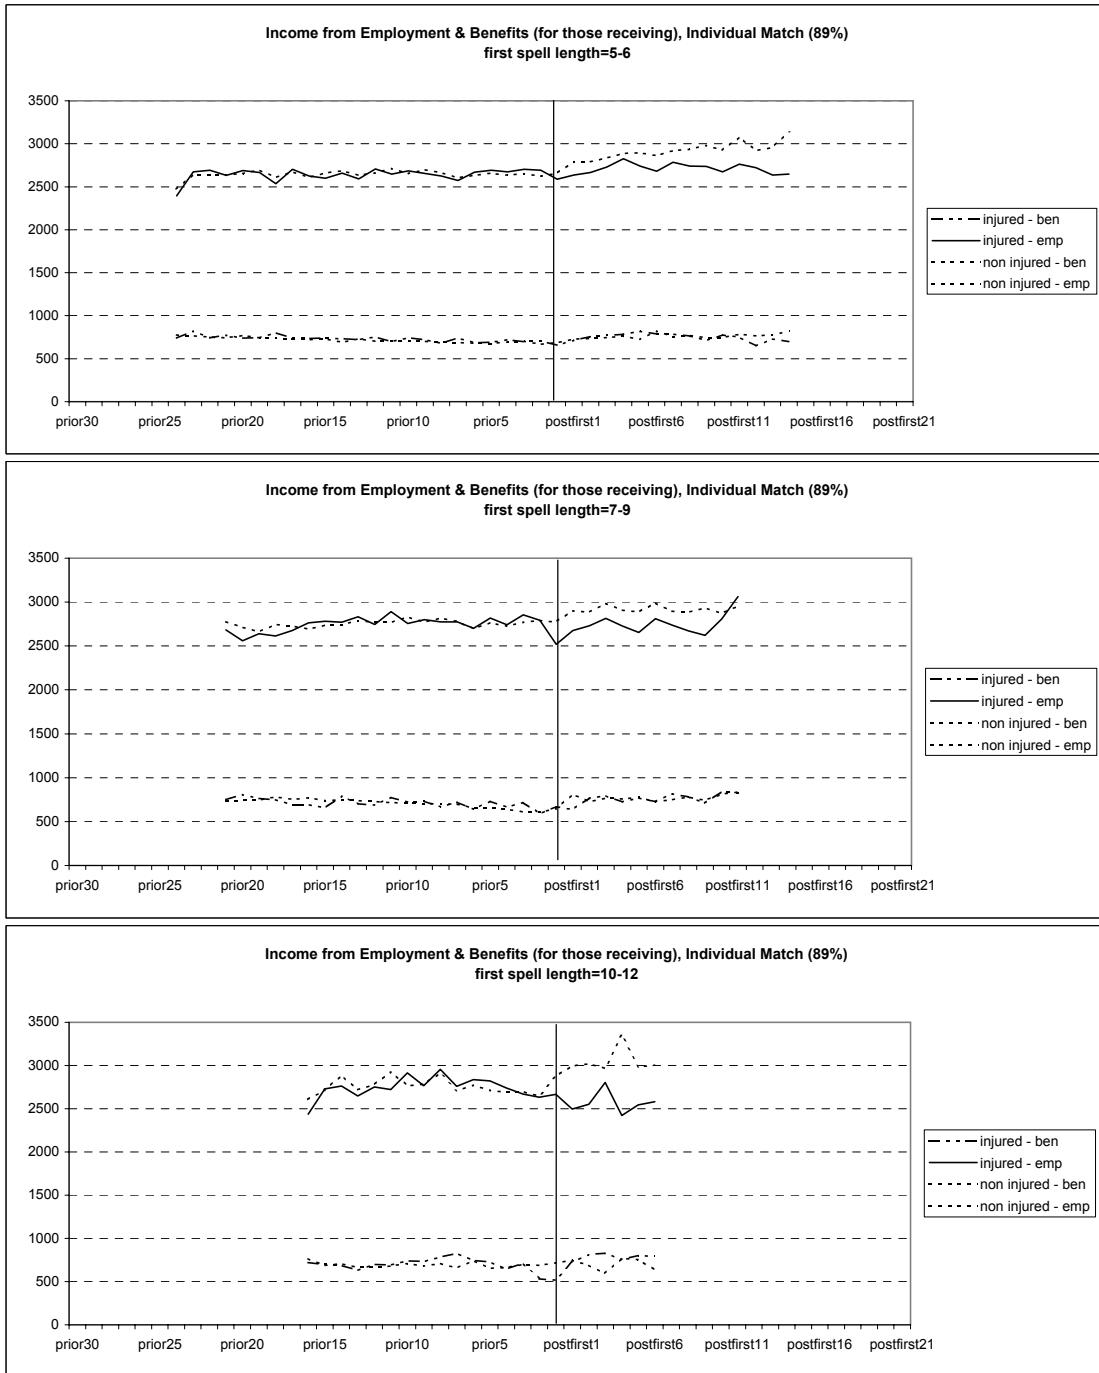 Income from Employment & Benefits (for those receiving), Individual Match (89%)
first spell length=5-6
3500
3000
2500
2000
1500
1000
500
0
prior30 prior25 prior20 prior15 prior10 prior5 postfirst1 postfirst6 postfirst11 postfirst16 postfirst21
injured - ben
injured - emp
non injured - ben
non injured - emp
Income from Employment & Benefits (for those receiving), Individual Match (89%)
first spell length=7-9
3500
3000
2500
2000
1500
1000
500
0
prior30 prior25 prior20 prior15 prior10 prior5 postfirst1 postfirst6 postfirst11 postfirst16 postfirst21
injured - ben
injured - emp
non injured - ben
non injured - emp
Income from Employment & Benefits (for those receiving), Individual Match (89%)
first spell length=10-12
3500
3000
2500
2000
1500
1000
500
0
prior30 prior25 prior20 prior15 prior10 prior5 postfirst1 postfirst6 postfirst11 postfirst16 postfirst21
injured - ben
injured - emp
non injured - ben
non injured - emp